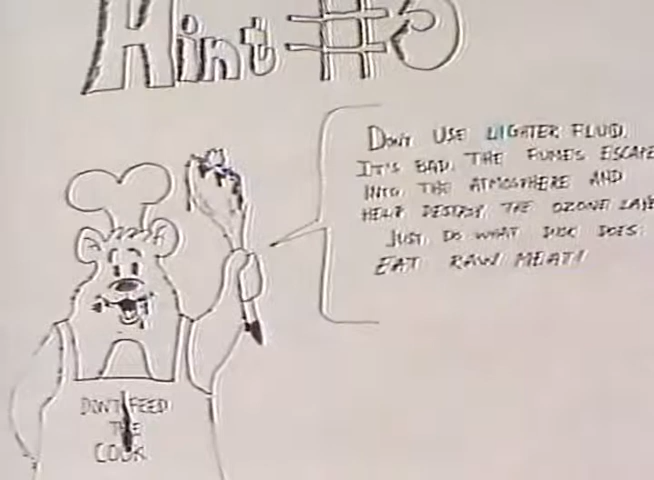 Hint #3
DON'T USE LIGHTER FLUID.
IT'S BAD. THE FUMES ESCAPE
INTO THE ATMOSPHERE AND
HELP DESTROY THE OZONE
JUST DO WHAT DOES.
EAT RAW MEAT!
DON'T FEED
THE
COOK